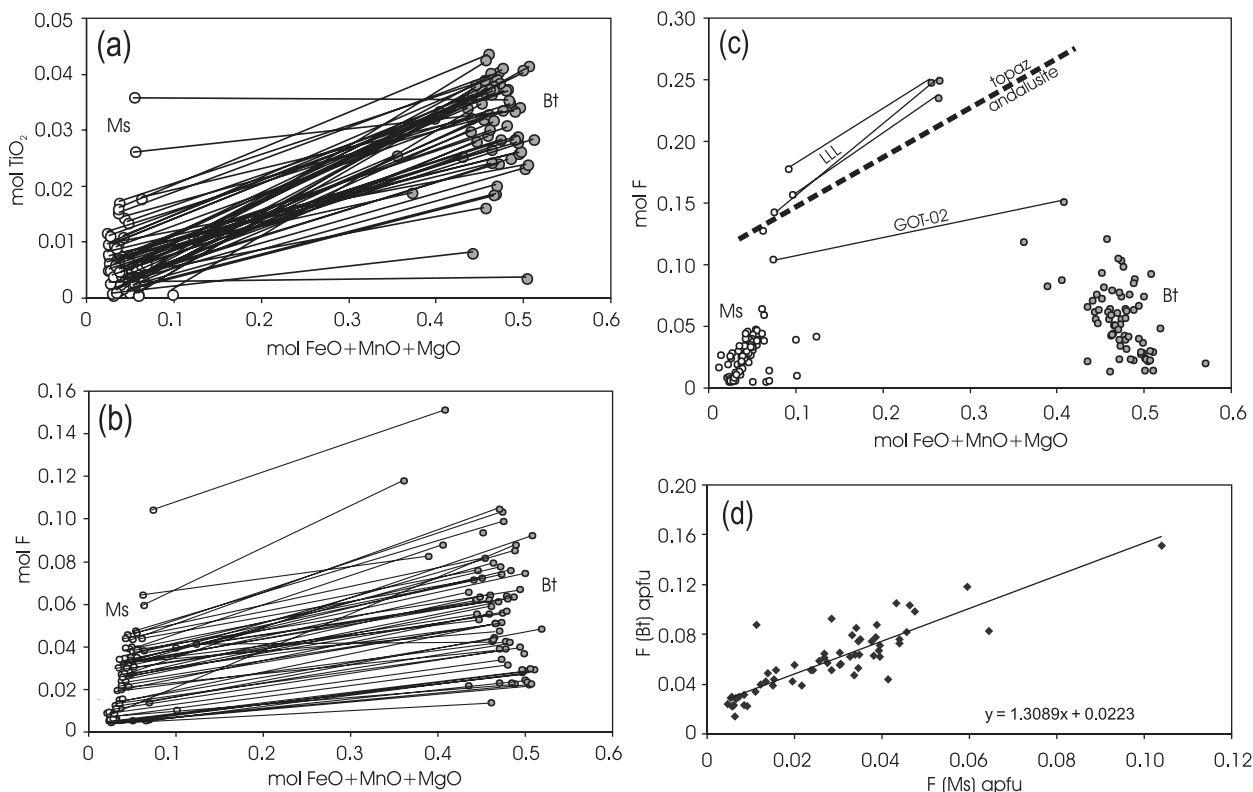 (a)
mol TiO2
0.05
0.04
0.03
0.02
0.01
0
Ms
Bt
0 0.1 0.2 0.3 0.4 0.5 0.6
mol FeO+MnO+MgO
(b)
mol F
0.16
0.14
0.12
0.10
0.08
0.06
0.04
0.02
0
Ms
Bt
0 0.1 0.2 0.3 0.4 0.5 0.6
mol FeO+MnO+MgO
(c)
mol F
0.30
0.25
0.20
0.15
0.10
0.05
0
topaz
andalusite
LLL
GOT-02
Ms
Bt
0 0.1 0.2 0.3 0.4 0.5 0.6
mol FeO+MnO+MgO
(d)
F (Bt) apfu
0.20
0.16
0.12
0.08
0.04
0
y = 1.3089x + 0.0223
0 0.02 0.04 0.06 0.08 0.10 0.12
F (Ms) apfu